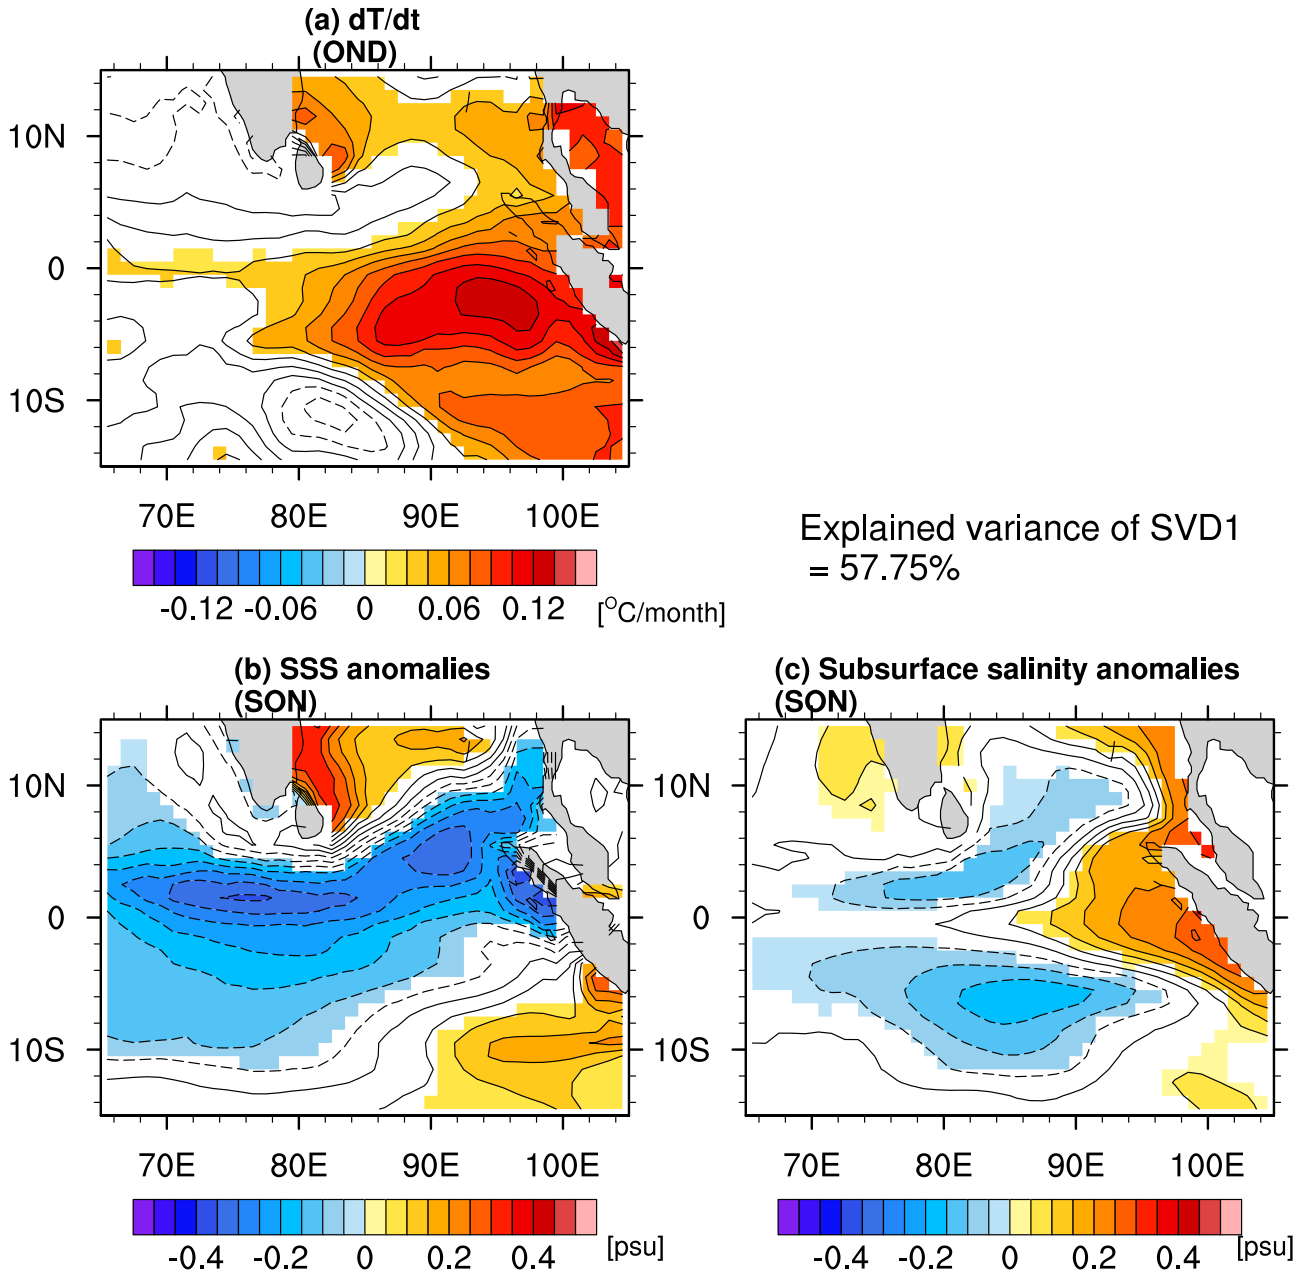 (a) dT/dt
(OND)
10N
0
10S
70E 80E 90E 100E
-0.12 -0.06 0 0.06 0.12 [°C/month]
Explained variance of SVD1
= 57.75%
(b) SSS anomalies
(SON)
10N
0
10S
70E 80E 90E 100E
-0.4 -0.2 0 0.2 0.4 [psu]
(c) Subsurface salinity anomalies
(SON)
10N
0
10S
70E 80E 90E 100E
-0.4 -0.2 0 0.2 0.4 [psu]